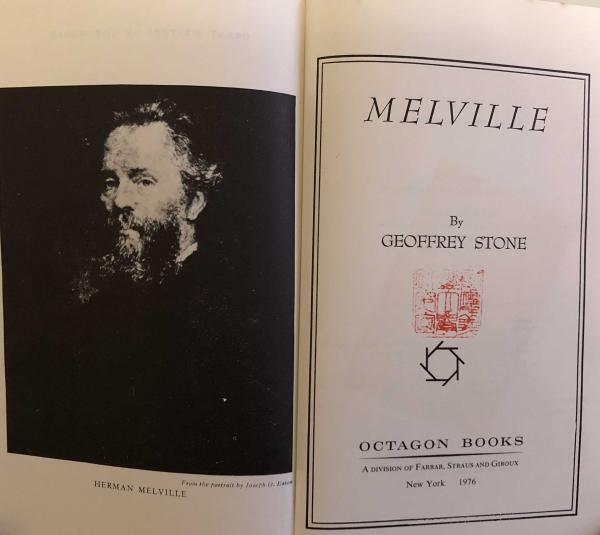 From the portrait by Joseph O. Eaton
HERMAN MELVILLE
MELVILLE
By
GEOFFREY STONE
OCTAGON BOOKS
A DIVISION OF FARRAR, STRAUS AND GIROUX
New York 1976